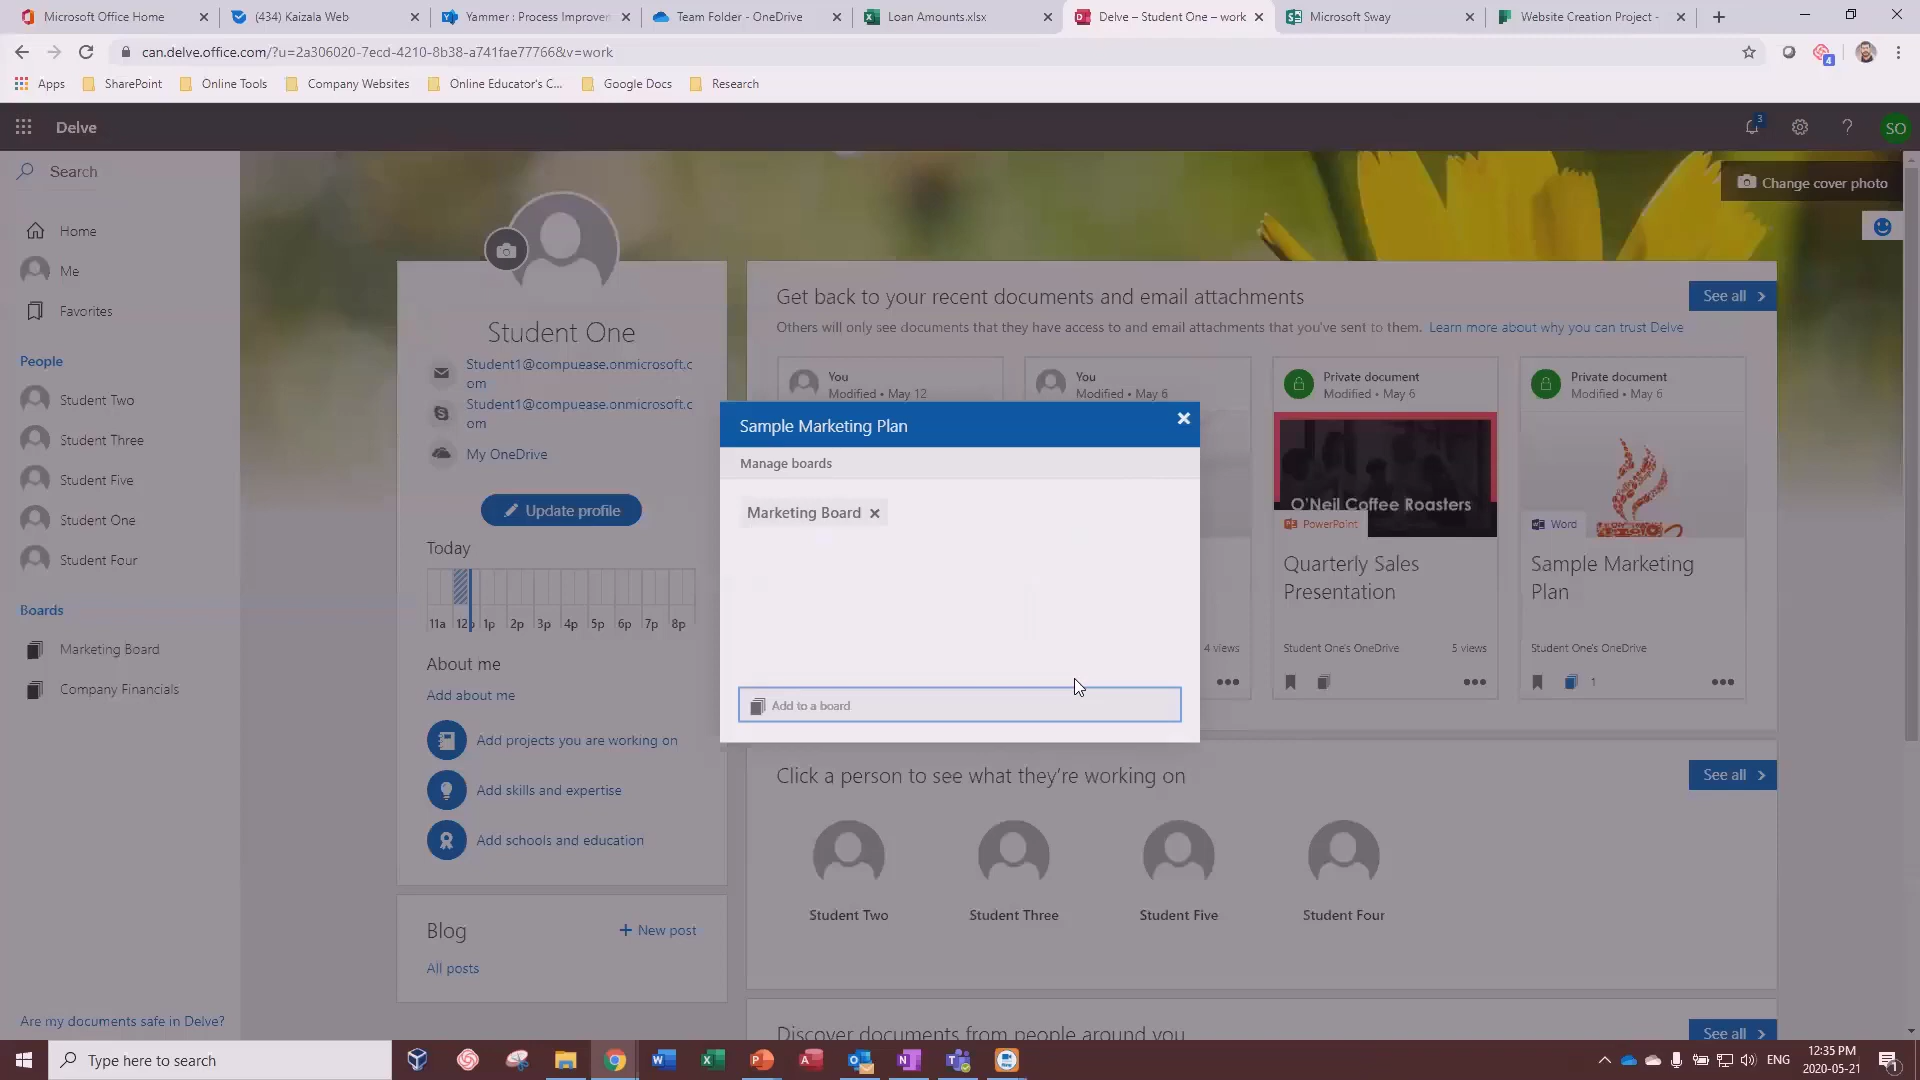 Microsoft Office Home
(434) Kaizala Web
Yammer : Process Improven
Team Folder - OneDrive
Loan Amounts.xlsx
Delve – Student One – work
Microsoft Sway
Website Creation Project -
can.delve.office.com/?u=2a306020-7ecd-4210-8b38-a741fae77766&v=work
4
Apps
SharePoint
Online Tools
Company Websites
Online Educator's C...
Google Docs
Research
Delve
3
?
SO
Search
Change cover photo
Home
Me
Favorites
People
Student Two
Student Three
Student Five
Student One
Student Four
Boards
Marketing Board
Company Financials
Are my documents safe in Delve?
Student One
Student1@compuease.onmicrosoft.c
om
Student1@compuease.onmicrosoft.c
om
My OneDrive
Update profile
Today
11a 12p 1p 2p 3p 4p 5p 6p 7p 8p
About me
Add about me
Add projects you are working on
Add skills and expertise
Add schools and education
Blog
+ New post
All posts
Get back to your recent documents and email attachments
See all
Others will only see documents that they have access to and email attachments that you've sent to them. Learn more about why you can trust Delve
You
Modified • May 12
You
Modified • May 6
4 views
Private document
Modified • May 6
O'Neil Coffee Roasters
PowerPoint
Quarterly Sales
Presentation
Student One's OneDrive
5 views
Private document
Modified • May 6
Word
Sample Marketing
Plan
Student One's OneDrive
1
Sample Marketing Plan
Manage boards
Marketing Board
Add to a board
Click a person to see what they're working on
See all
Student Two
Student Three
Student Five
Student Four
Discover documents from people around you
See all
Type here to search
ENG
12:35 PM
2020-05-21
1